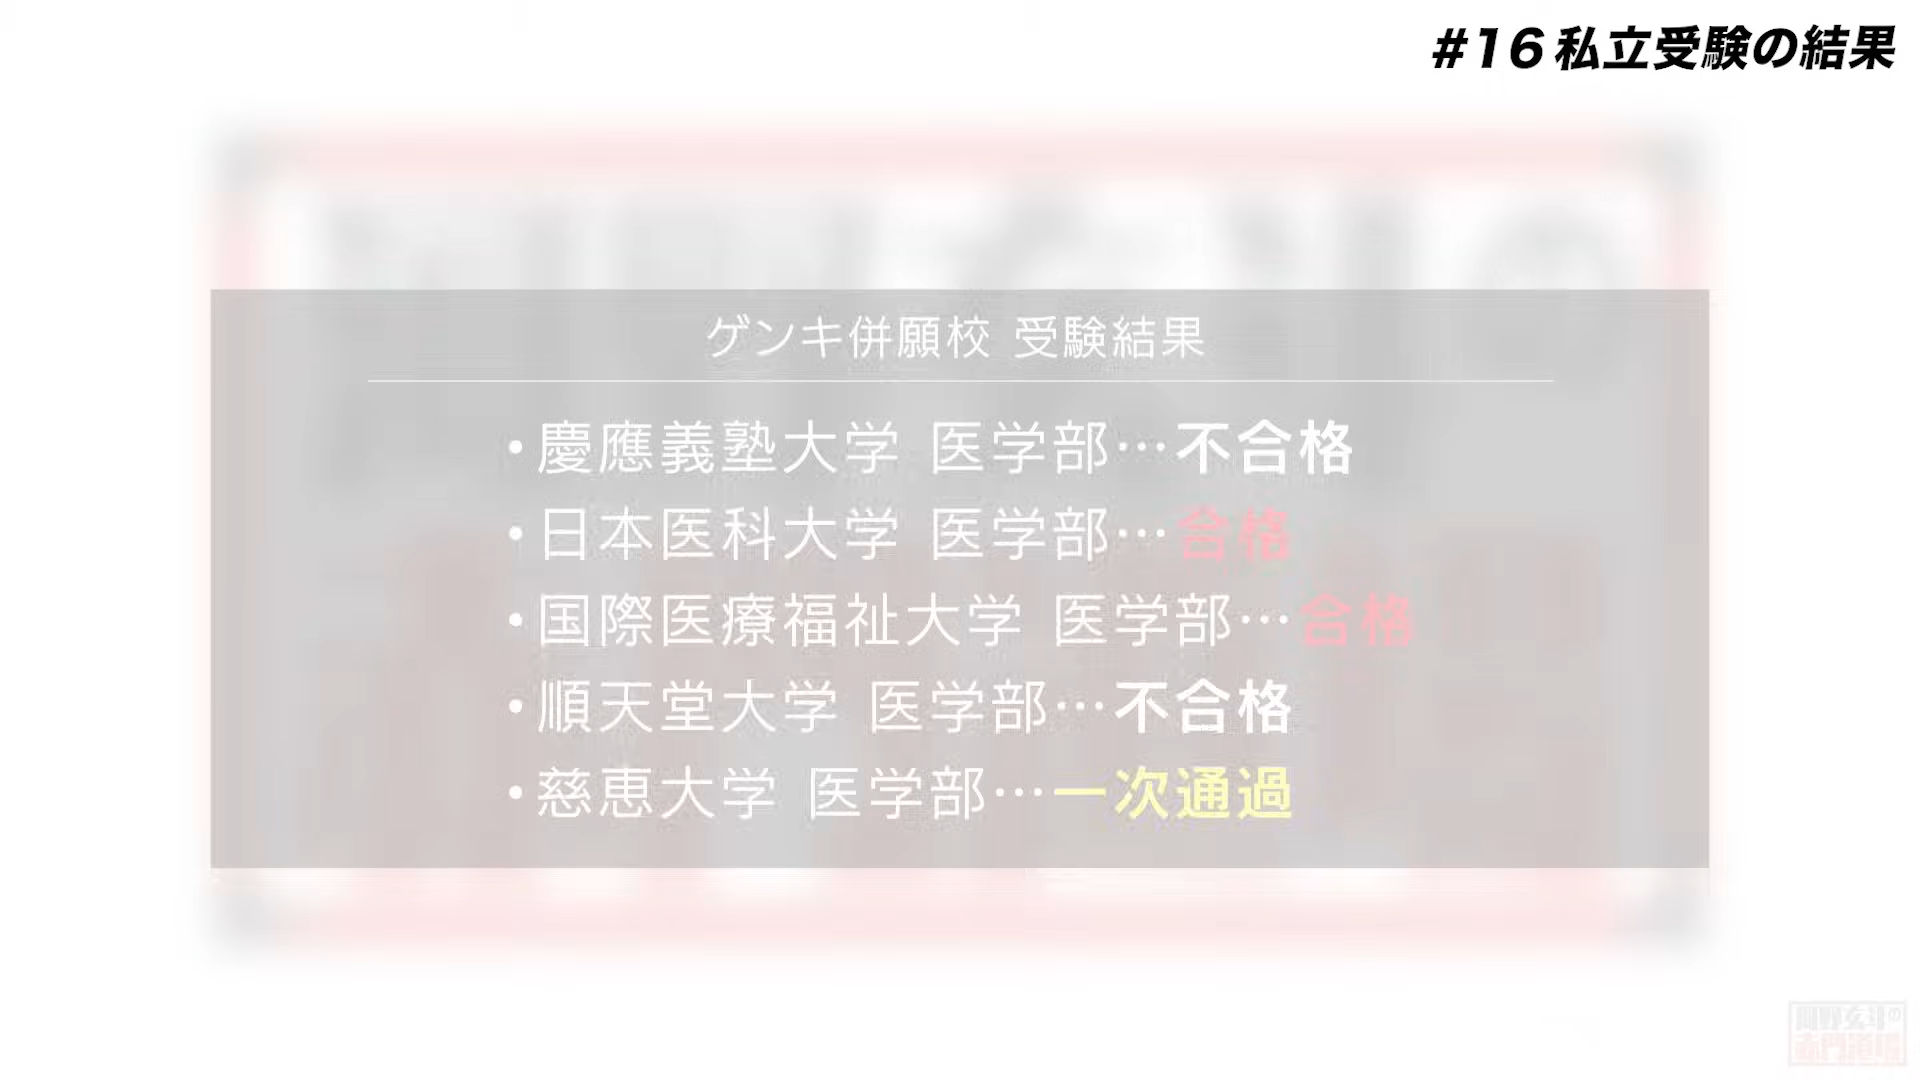 #16私立受験の結果
ゲンキ併願校 受験結果
・慶應義塾大学 医学部…不合格
・日本医科大学 医学部…合格
・国際医療福祉大学 医学部…合格
・順天堂大学 医学部…不合格
・慈恵大学 医学部…一次通過